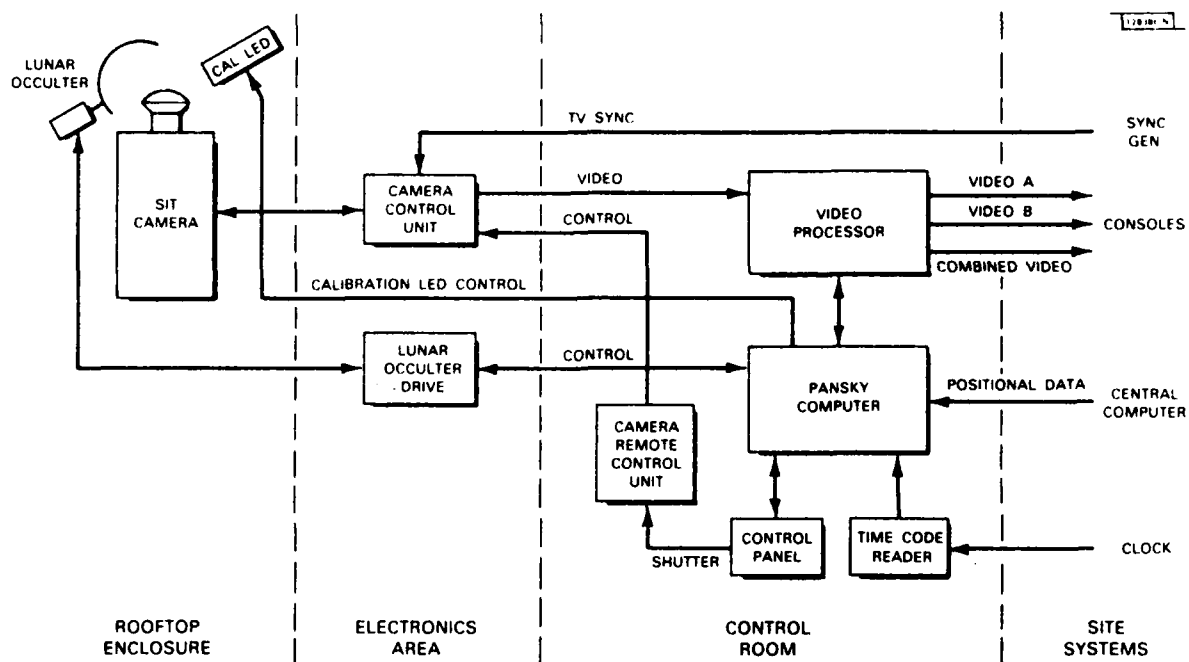 LUNAR
OCCULTER
CAL LED
SIT
CAMERA
TV SYNC
SYNC
GEN
CAMERA
CONTROL
UNIT
VIDEO
CONTROL
VIDEO
PROCESSOR
VIDEO A
VIDEO B
CONSOLES
COMBINED VIDEO
CALIBRATION LED CONTROL
LUNAR
OCCULTER
DRIVE
CONTROL
PANSKY
COMPUTER
POSITIONAL DATA
CENTRAL
COMPUTER
CAMERA
REMOTE
CONTROL
UNIT
SHUTTER
CONTROL
PANEL
TIME CODE
READER
CLOCK
ROOFTOP
ENCLOSURE
ELECTRONICS
AREA
CONTROL
ROOM
SITE
SYSTEMS